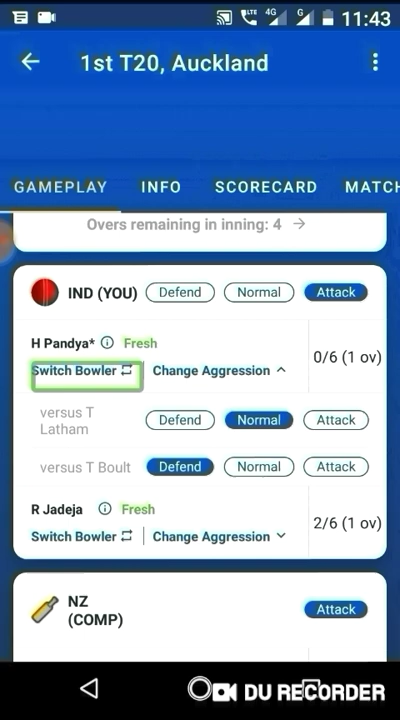 LTE 4G G 11:43
1st T20, Auckland
GAMEPLAY INFO SCORECARD MATCH
Overs remaining in inning: 4
IND (YOU) Defend Normal Attack
H Pandya* Fresh
Switch Bowler Change Aggression 0/6 (1 ov)
versus T
Latham Defend Normal Attack
versus T Boult Defend Normal Attack
R Jadeja Fresh
Switch Bowler Change Aggression 2/6 (1 ov)
NZ
(COMP) Attack
DU RECORDER